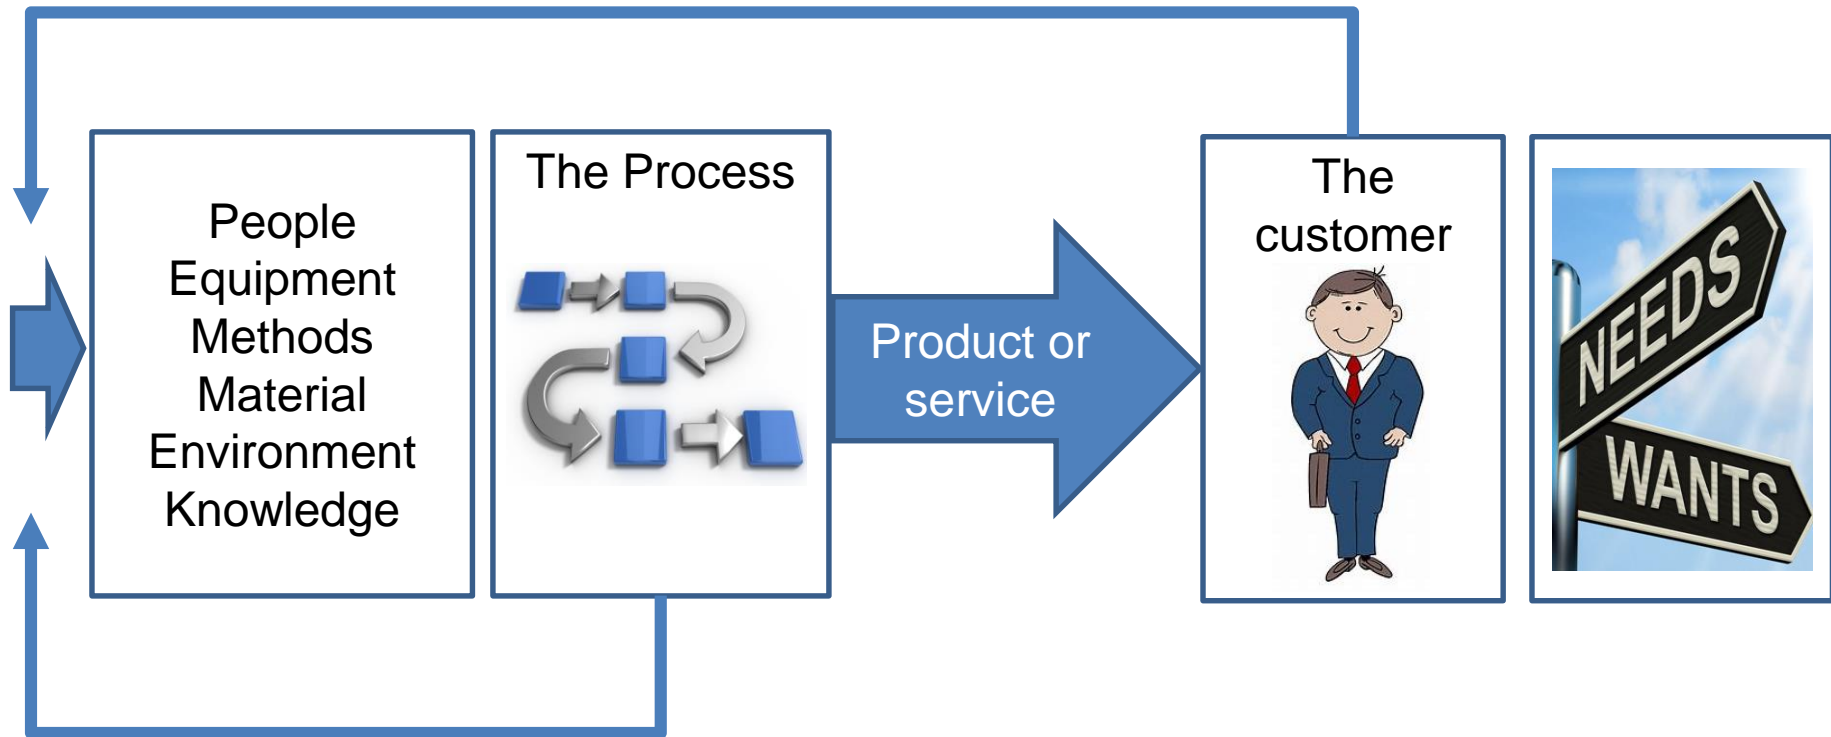 People
Equipment
Methods
Material
Environment
Knowledge
The Process
Product or
service
The
customer
NEEDS
WANTS